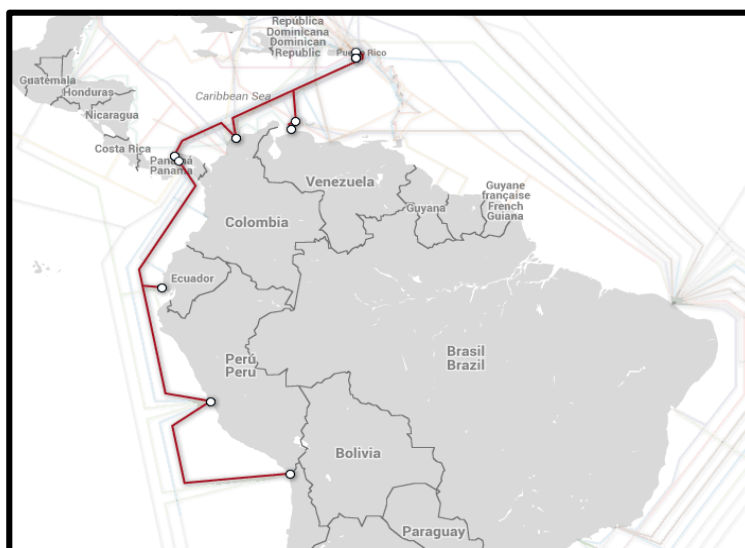 República
Dominicana
Dominican
Republic
Puerto Rico
Guatemala
Honduras
Caribbean Sea
Nicaragua
Costa Rica
Panamá
Panama
Venezuela
Guyana
Guyane
française
French
Guiana
Colombia
Ecuador
Perú
Peru
Brasil
Brazil
Bolivia
Paraguay